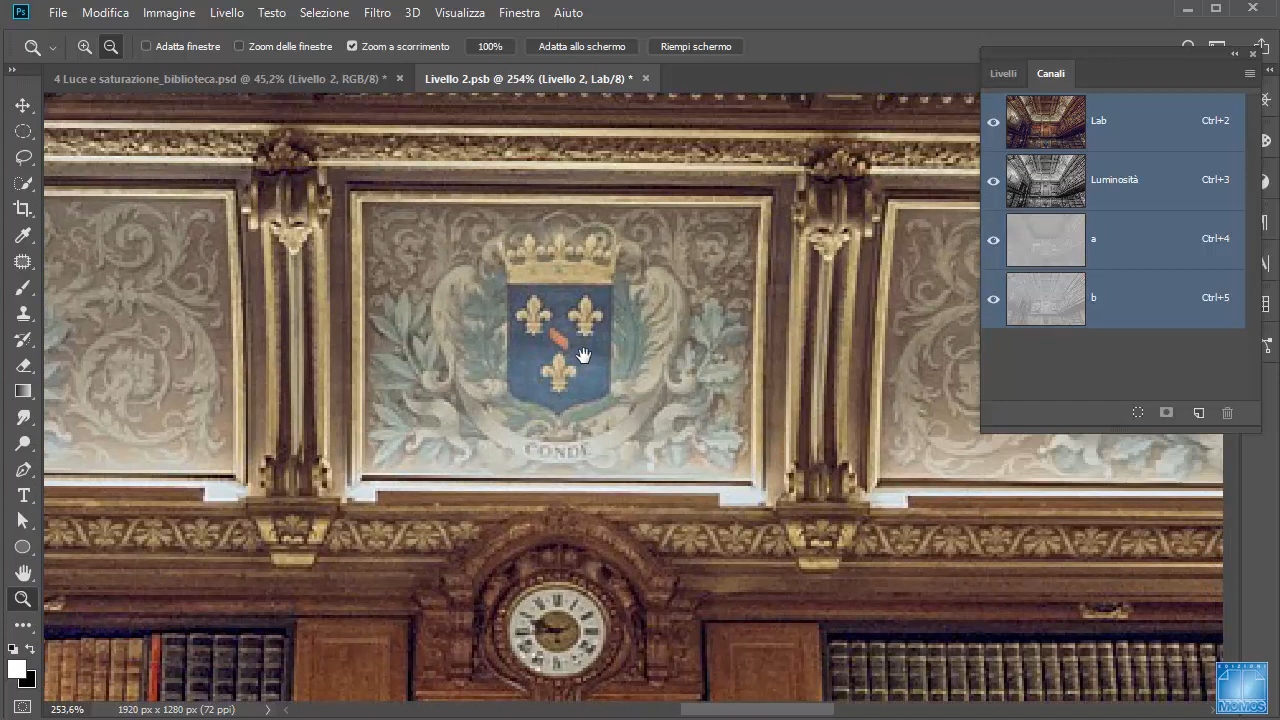 Ps File Modifica Immagine Livello Testo Selezione Filtro 3D Visualizza Finestra Aiuto
Adatta finestre Zoom delle finestre Zoom a scorrimento 100% Adatta allo schermo Riempi schermo
4 Luce e saturazione_biblioteca.psd @ 45,2% (Livello 2, RGB/8) * Livello 2.psb @ 254% (Livello 2, Lab/8) *
Livelli Canali
Lab Ctrl+2
Luminosità Ctrl+3
a Ctrl+4
b Ctrl+5
CONDÉ
253,6% 1920 px x 1280 px (72 ppi)
EDIZIONI
MOMOS